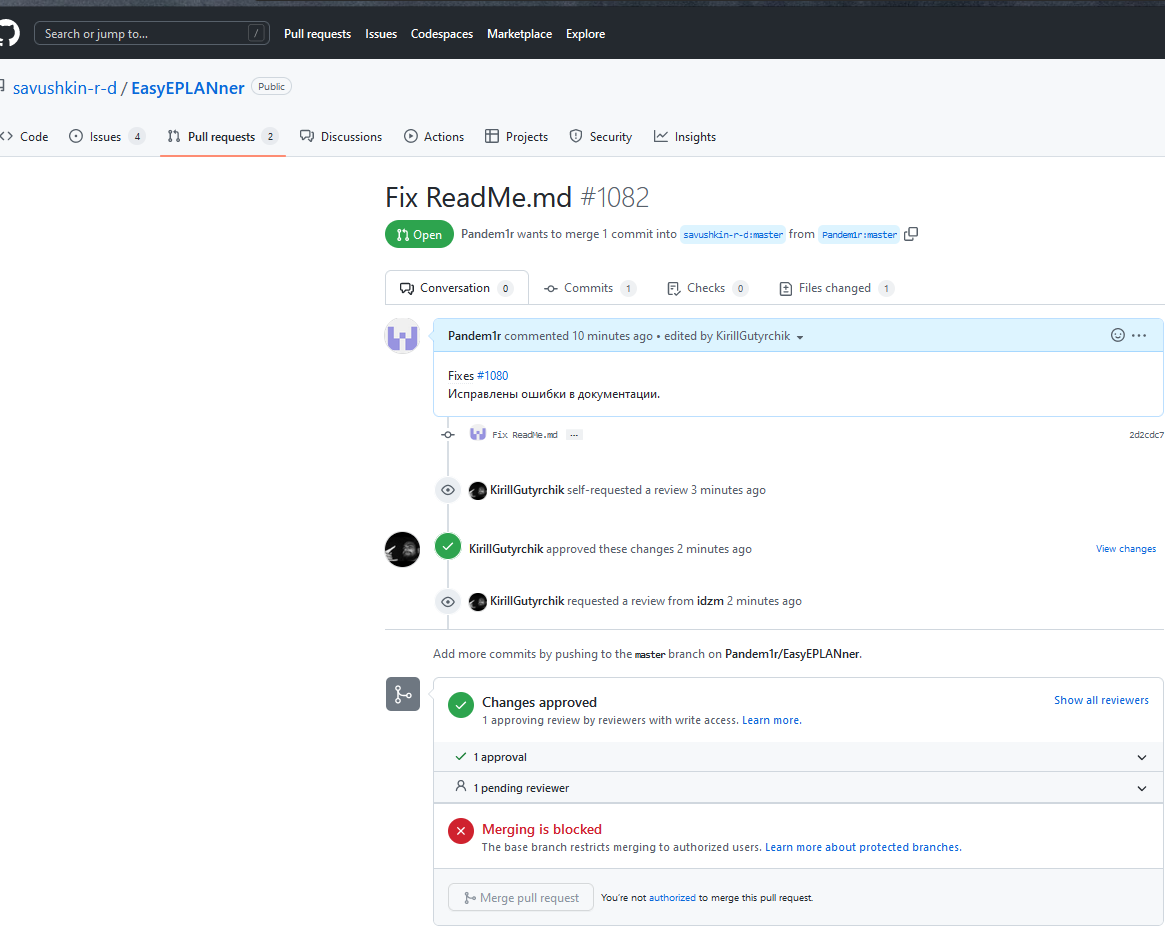 Search or jump to... /
Pull requests Issues Codespaces Marketplace Explore
savushkin-r-d / EasyEPLANner Public
Code Issues 4 Pull requests 2 Discussions Actions Projects Security Insights
Fix ReadMe.md #1082
Open Pandem1r wants to merge 1 commit into savushkin-r-d:master from Pandem1r:master
Conversation 0 Commits 1 Checks 0 Files changed 1
Pandem1r commented 10 minutes ago • edited by KirillGutyrchik
Fixes #1080
Исправлены ошибки в документации.
Fix ReadMe.md ... 2d2cdc7
KirillGutyrchik self-requested a review 3 minutes ago
KirillGutyrchik approved these changes 2 minutes ago View changes
KirillGutyrchik requested a review from idzm 2 minutes ago
Add more commits by pushing to the master branch on Pandem1r/EasyEPLANner.
Changes approved Show all reviewers
1 approving review by reviewers with write access. Learn more.
1 approval
1 pending reviewer
Merging is blocked
The base branch restricts merging to authorized users. Learn more about protected branches.
Merge pull request You're not authorized to merge this pull request.